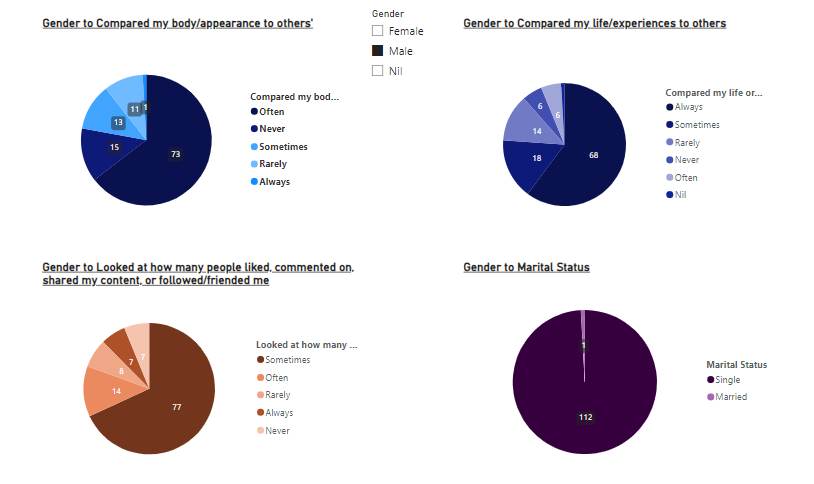 Gender to Compared my body/appearance to others'
Gender
Female
Male
Nil
Gender to Compared my life/experiences to others
Compared my bod...
Often
Never
Sometimes
Rarely
Always
73
15
13
11
1
Compared my life or...
Always
Sometimes
Rarely
Never
Often
Nil
68
18
14
6
6
Gender to Looked at how many people liked, commented on,
shared my content, or followed/friended me
Looked at how many ...
Sometimes
Often
Rarely
Always
Never
77
14
8
7
7
Gender to Marital Status
Marital Status
Single
Married
1
112